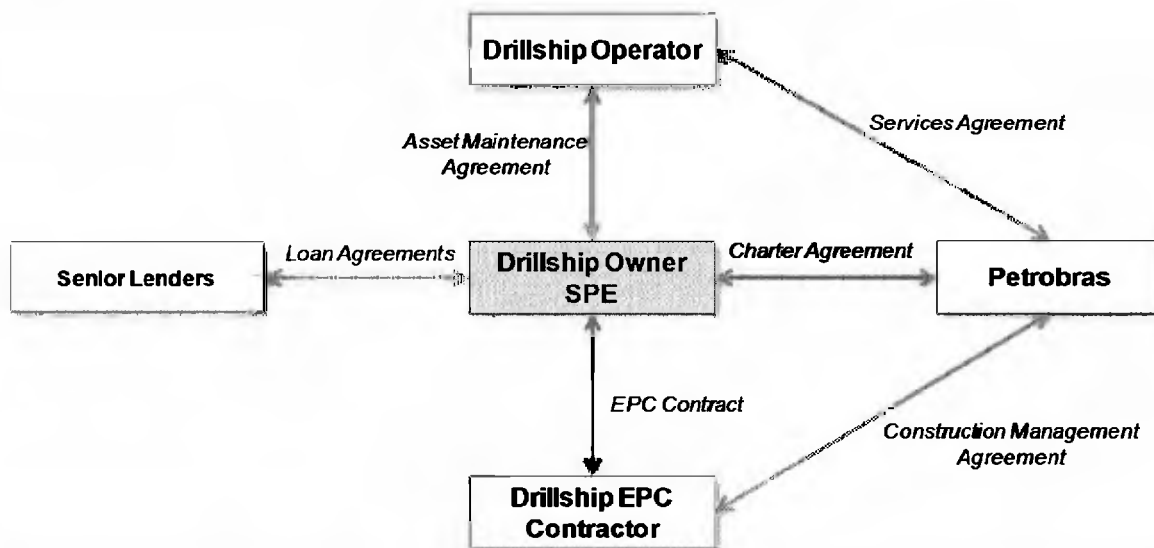 Drillship Operator
Services Agreement
Asset Maintenance
Agreement
Loan Agreements
Charter Agreement
Senior Lenders
Drillship Owner
SPE
Petrobras
EPC Contract
Construction Management
Agreement
Drillship EPC
Contractor